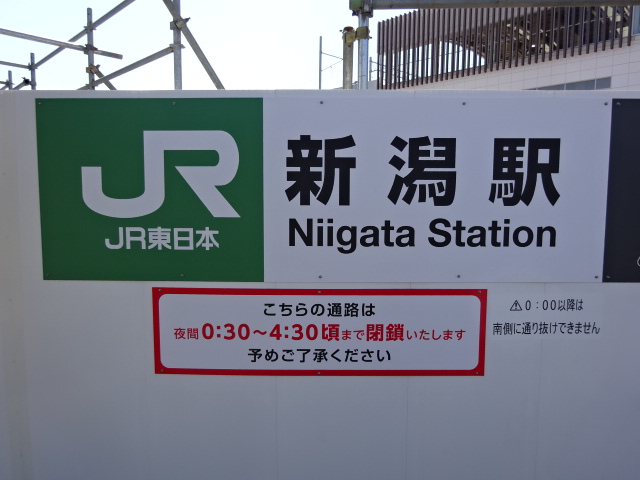 JR
JR東日本
新潟駅
Niigata Station
こちらの通路は
夜間0:30～4:30頃まで閉鎖いたします
予めご了承ください
⚠0：00以降は
南側に通り抜けできません